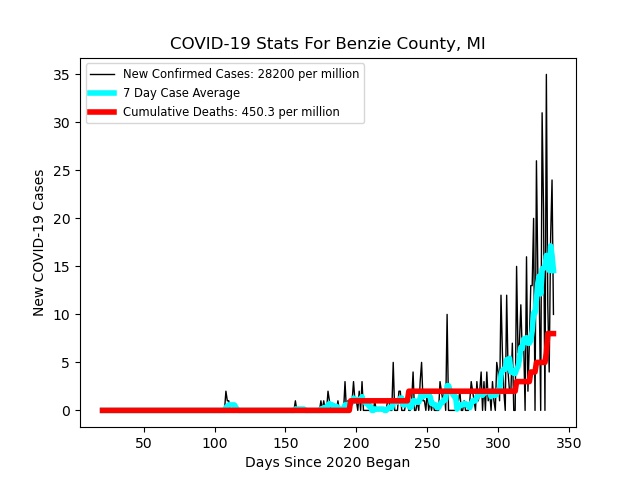 COVID-19 Stats For Benzie County, MI
New Confirmed Cases: 28200 per million
7 Day Case Average
Cumulative Deaths: 450.3 per million
New COVID-19 Cases
35
30
25
20
15
10
5
0
50 100 150 200 250 300 350
Days Since 2020 Began